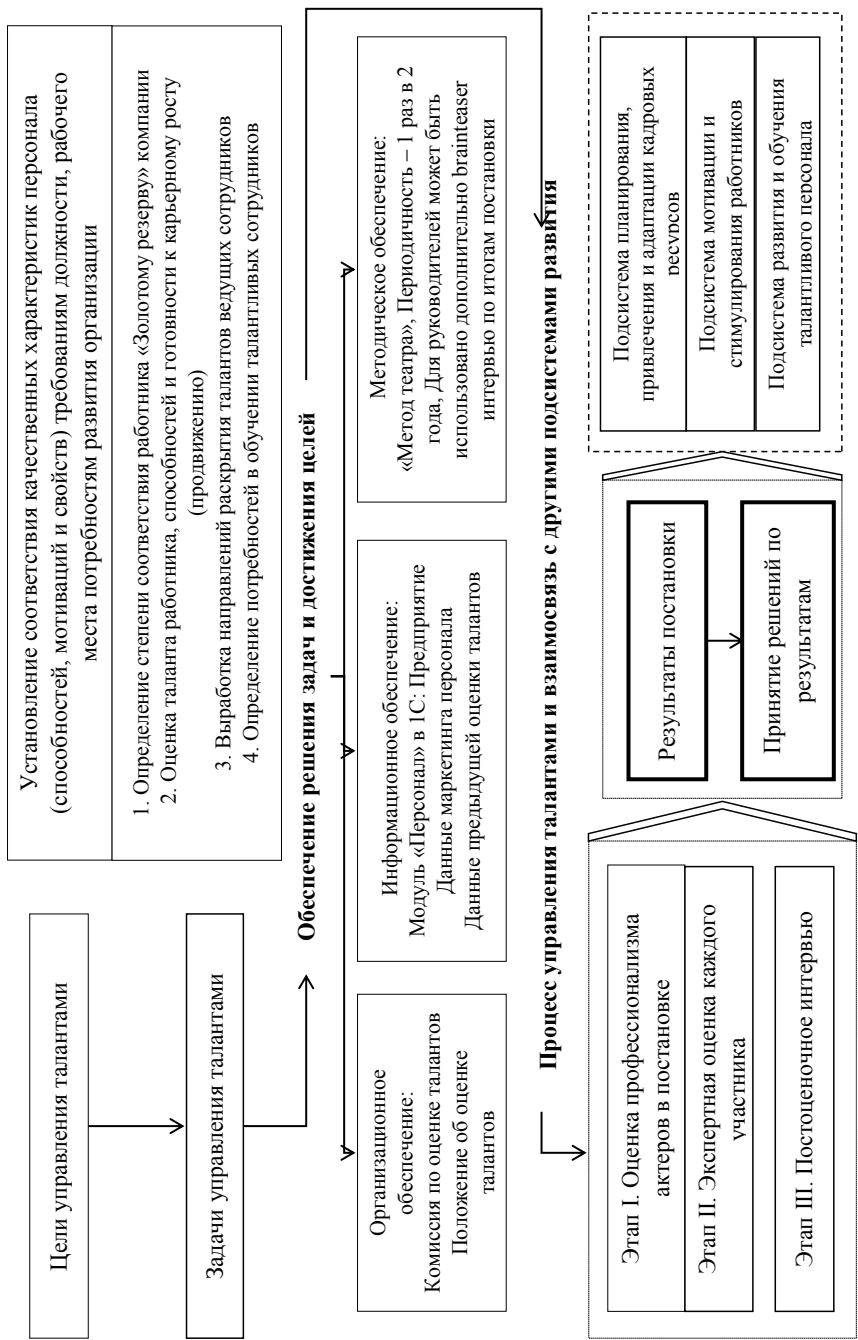 Цели управления талантами
Установление соответствия качественных характеристик персонала
(способностей, мотиваций и свойств) требованиям должности, рабочего
места потребностям развития организации
Задачи управления талантами
1. Определение степени соответствия работника «Золотому резерву» компании
2. Оценка таланта работника, способностей и готовности к карьерному росту
(продвижению)
3. Выработка направлений раскрытия талантов ведущих сотрудников
4. Определение потребностей в обучении талантливых сотрудников
Обеспечение решения задач и достижения целей
Организационное
обеспечение:
Комиссия по оценке талантов
Положение об оценке
талантов
Информационное обеспечение:
Модуль «Персонал» в 1С: Предприятие
Данные маркетинга персонала
Данные предыдущей оценки талантов
Методическое обеспечение:
«Метод театра», Периодичность – 1 раз в 2
года, Для руководителей может быть
использовано дополнительно brainteaser
интервью по итогам постановки
Процесс управления талантами и взаимосвязь с другими подсистемами развития
Этап I. Оценка профессионализма
актеров в постановке
Этап II. Экспертная оценка каждого
участника
Этап III. Постоценочное интервью
Результаты постановки
Принятие решений по
результатам
Подсистема планирования,
привлечения и адаптации кадровых
ресурсов
Подсистема мотивации и
стимулирования работников
Подсистема развития и обучения
талантливого персонала